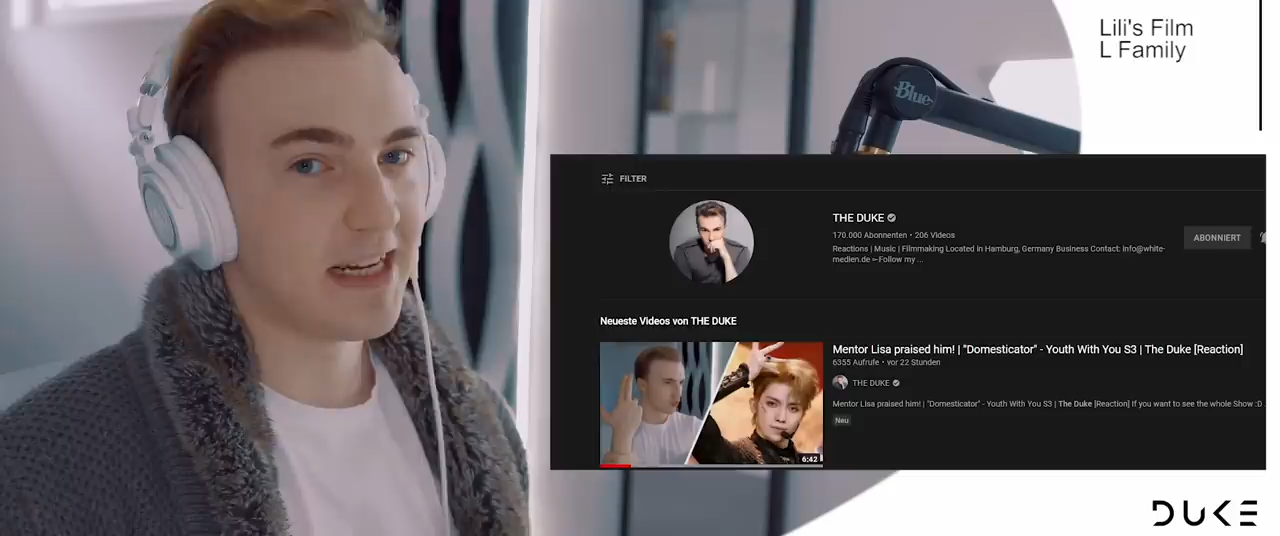 Lili's Film
L Family
Blue
FILTER
THE DUKE
170.000 Abonnenten • 206 Videos
Reactions | Music | Filmmaking Located in Hamburg, Germany Business Contact: info@white-
medien.de ►Follow my ...
ABONNIERT
Neueste Videos von THE DUKE
Mentor Lisa praised him! | "Domesticator" - Youth With You S3 | The Duke [Reaction]
6355 Aufrufe • vor 22 Stunden
THE DUKE
Mentor Lisa praised him! | "Domesticator" - Youth With You S3 | The Duke [Reaction] If you want to see the whole Show :D
Neu
6:42
DUKE